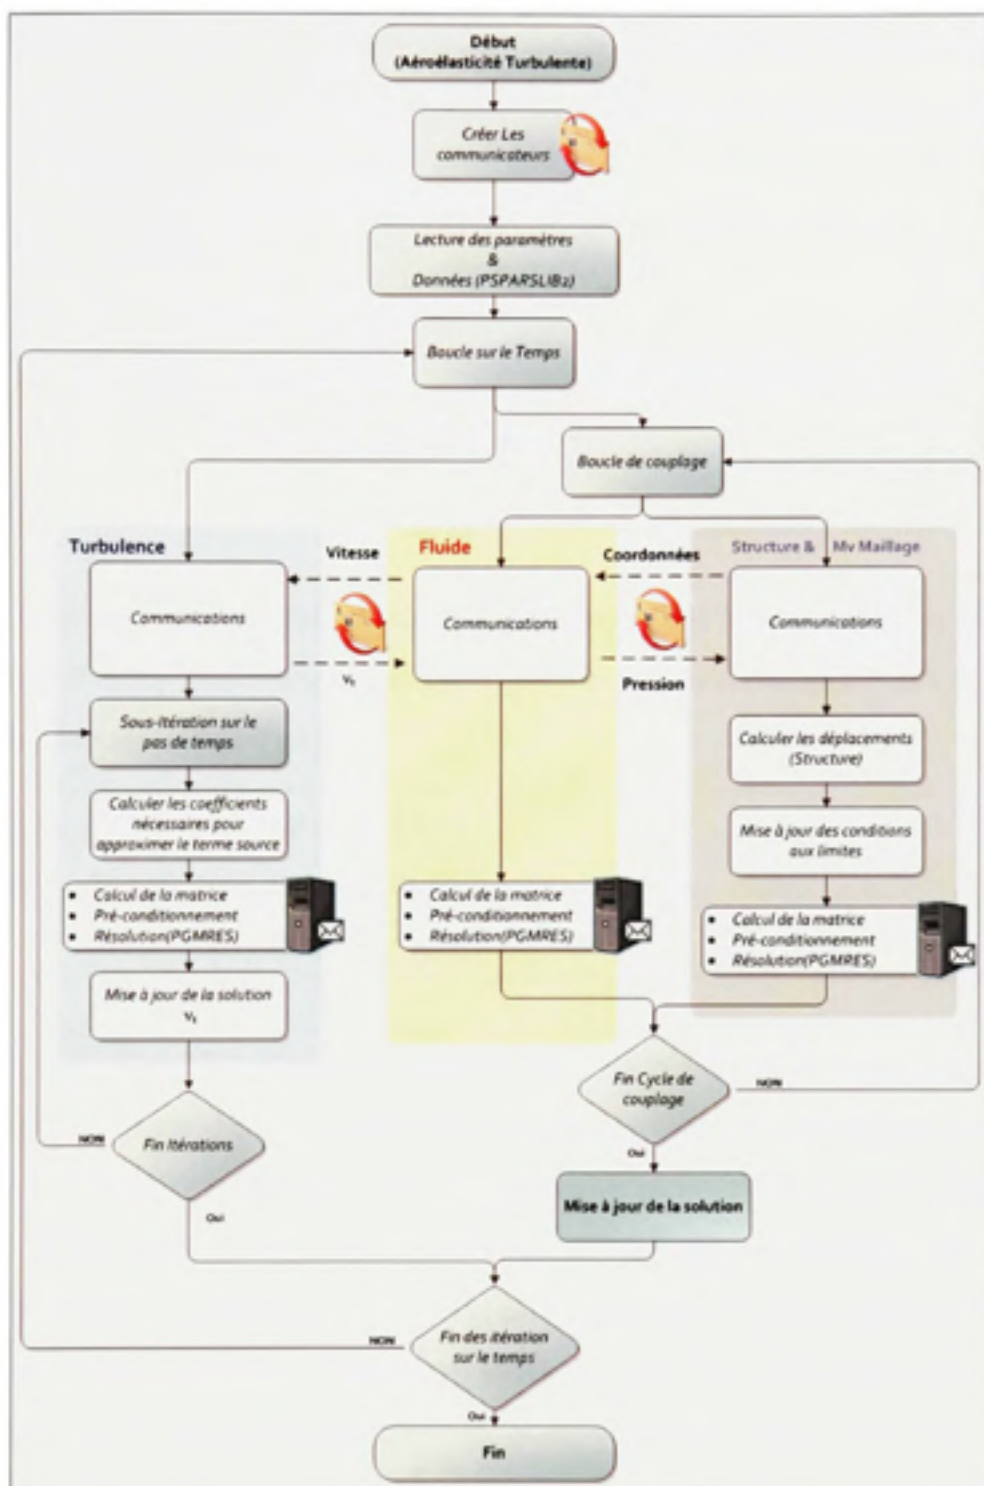 Début
(Aéroélasticité Turbulente)
Créer Les
communicateurs
Lecture des paramètres
&
Données (PSPARSLIB2)
Boucle sur le Temps
Boucle de couplage
Turbulence
Vitesse
Fluide
Coordonnées
Structure & Mv Maillage
Communications
Communications
Communications
νt
Pression
Sous-Itération sur le
pas de temps
Calculer les déplacements
(Structure)
Calculer les coefficients
nécessaires pour
approximer le terme source
Mise à jour des conditions
aux limites
• Calcul de la matrice
• Pré-conditionnement
• Résolution(PGMRES)
• Calcul de la matrice
• Pré-conditionnement
• Résolution(PGMRES)
• Calcul de la matrice
• Pré-conditionnement
• Résolution(PGMRES)
Mise à jour de la solution
νt
Fin Cycle de
couplage
NON
Fin Itérations
NON
Oui
Oui
Mise à jour de la solution
Fin des itération
sur le temps
NON
Oui
Fin